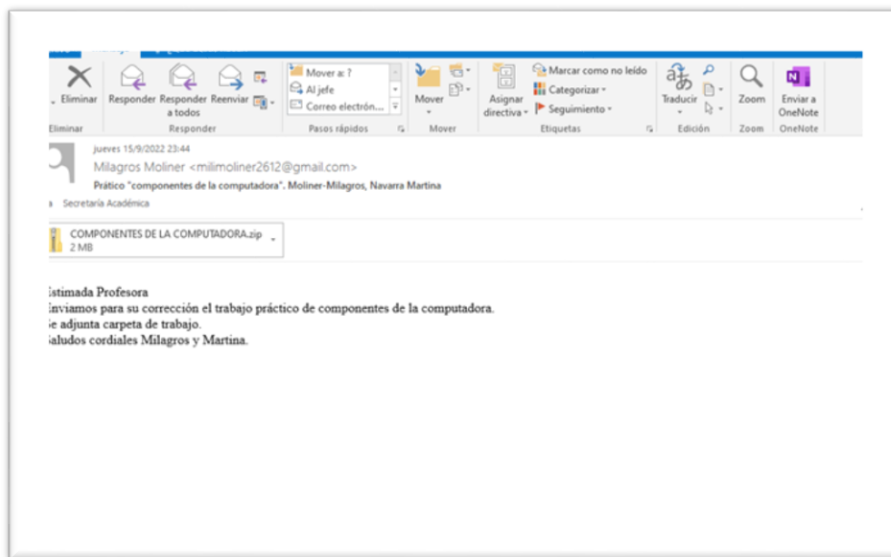 Eliminar
Responder Responder a todos Reenviar
Mover a: ?
Al jefe
Correo electrón...
Mover
Asignar directiva
Marcar como no leído
Categorizar
Seguimiento
Traducir
Zoom
Enviar a OneNote
Eliminar Responder Pasos rápidos Mover Etiquetas Edición Zoom OneNote
jueves 15/9/2022 23:44
Milagros Moliner <milimoliner2612@gmail.com>
Prático "componentes de la computadora". Moliner-Milagros, Navarra Martina
Secretaría Académica
COMPONENTES DE LA COMPUTADORA.zip
2 MB
Estimada Profesora
Enviamos para su corrección el trabajo práctico de componentes de la computadora.
Se adjunta carpeta de trabajo.
Saludos cordiales Milagros y Martina.